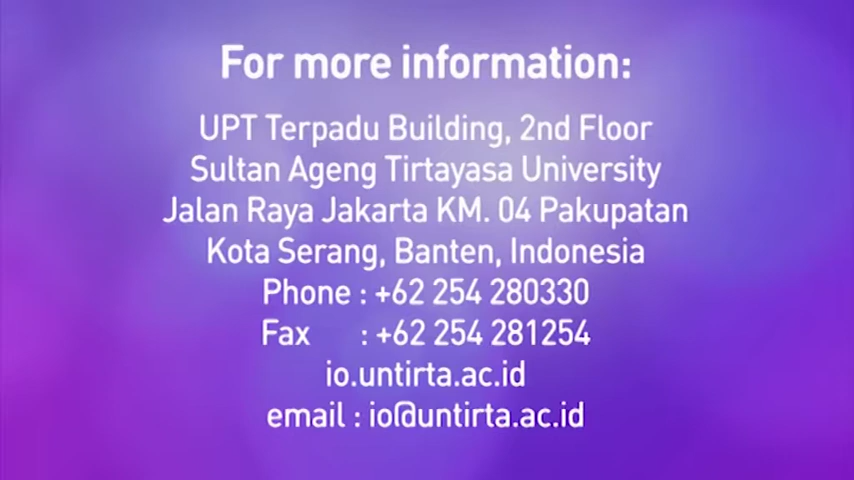 For more information:
UPT Terpadu Building, 2nd Floor
Sultan Ageng Tirtayasa University
Jalan Raya Jakarta KM. 04 Pakupatan
Kota Serang, Banten, Indonesia
Phone : +62 254 280330
Fax : +62 254 281254
io.untirta.ac.id
email : io@untirta.ac.id